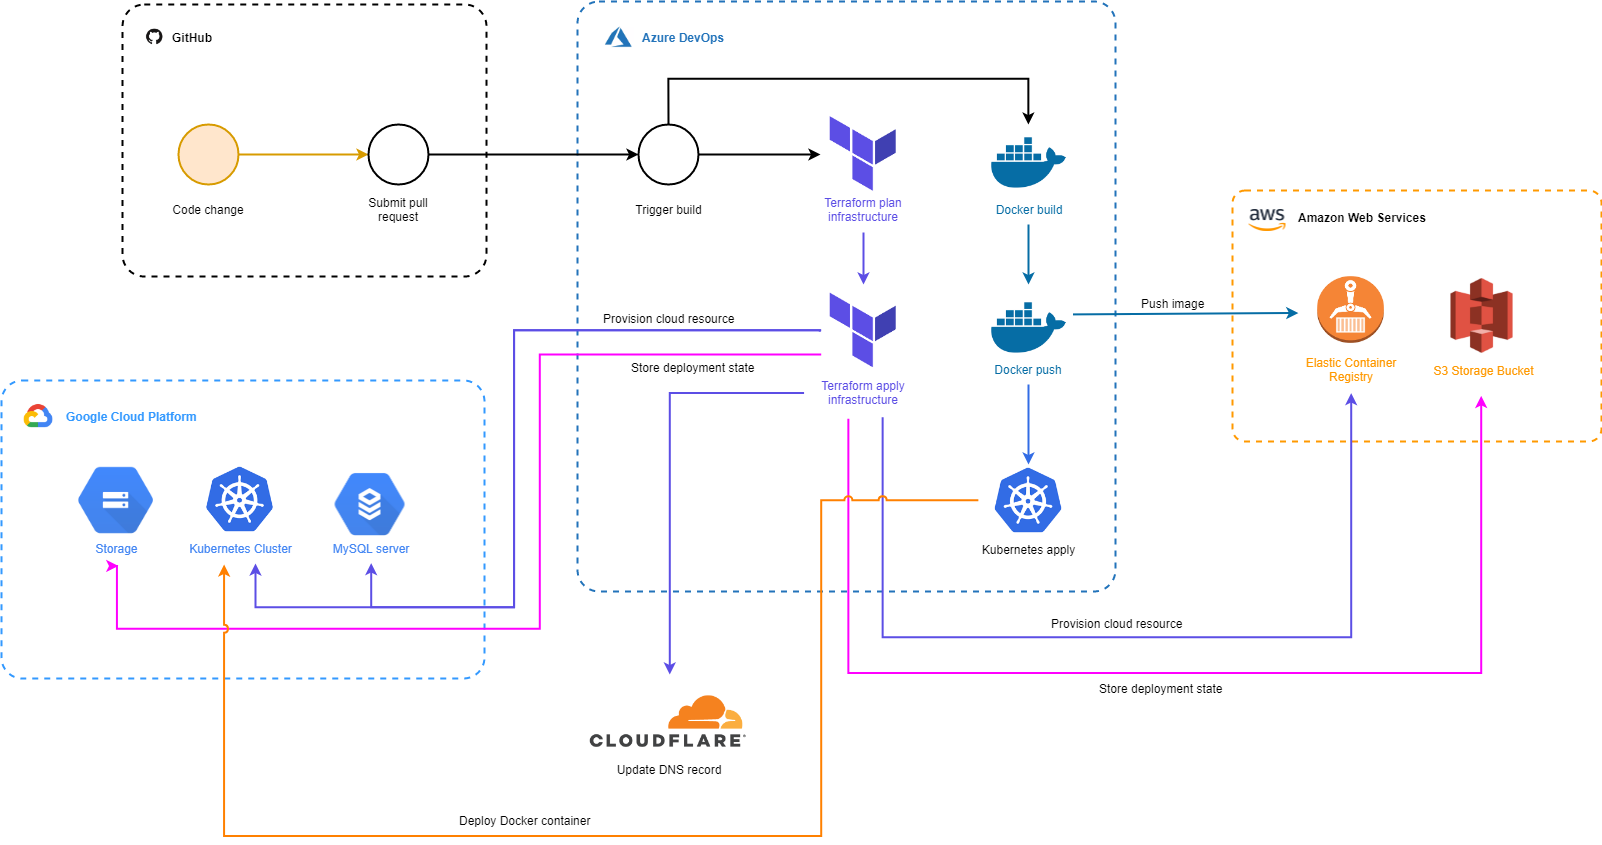 GitHub
Azure DevOps
Code change
Submit pull
request
Trigger build
Terraform plan
infrastructure
Docker build
aws
Amazon Web Services
Provision cloud resource
Store deployment state
Terraform apply
infrastructure
Docker push
Push image
Elastic Container
Registry
S3 Storage Bucket
Google Cloud Platform
Storage
Kubernetes Cluster
MySQL server
Kubernetes apply
Provision cloud resource
Store deployment state
CLOUDFLARE
Update DNS record
Deploy Docker container